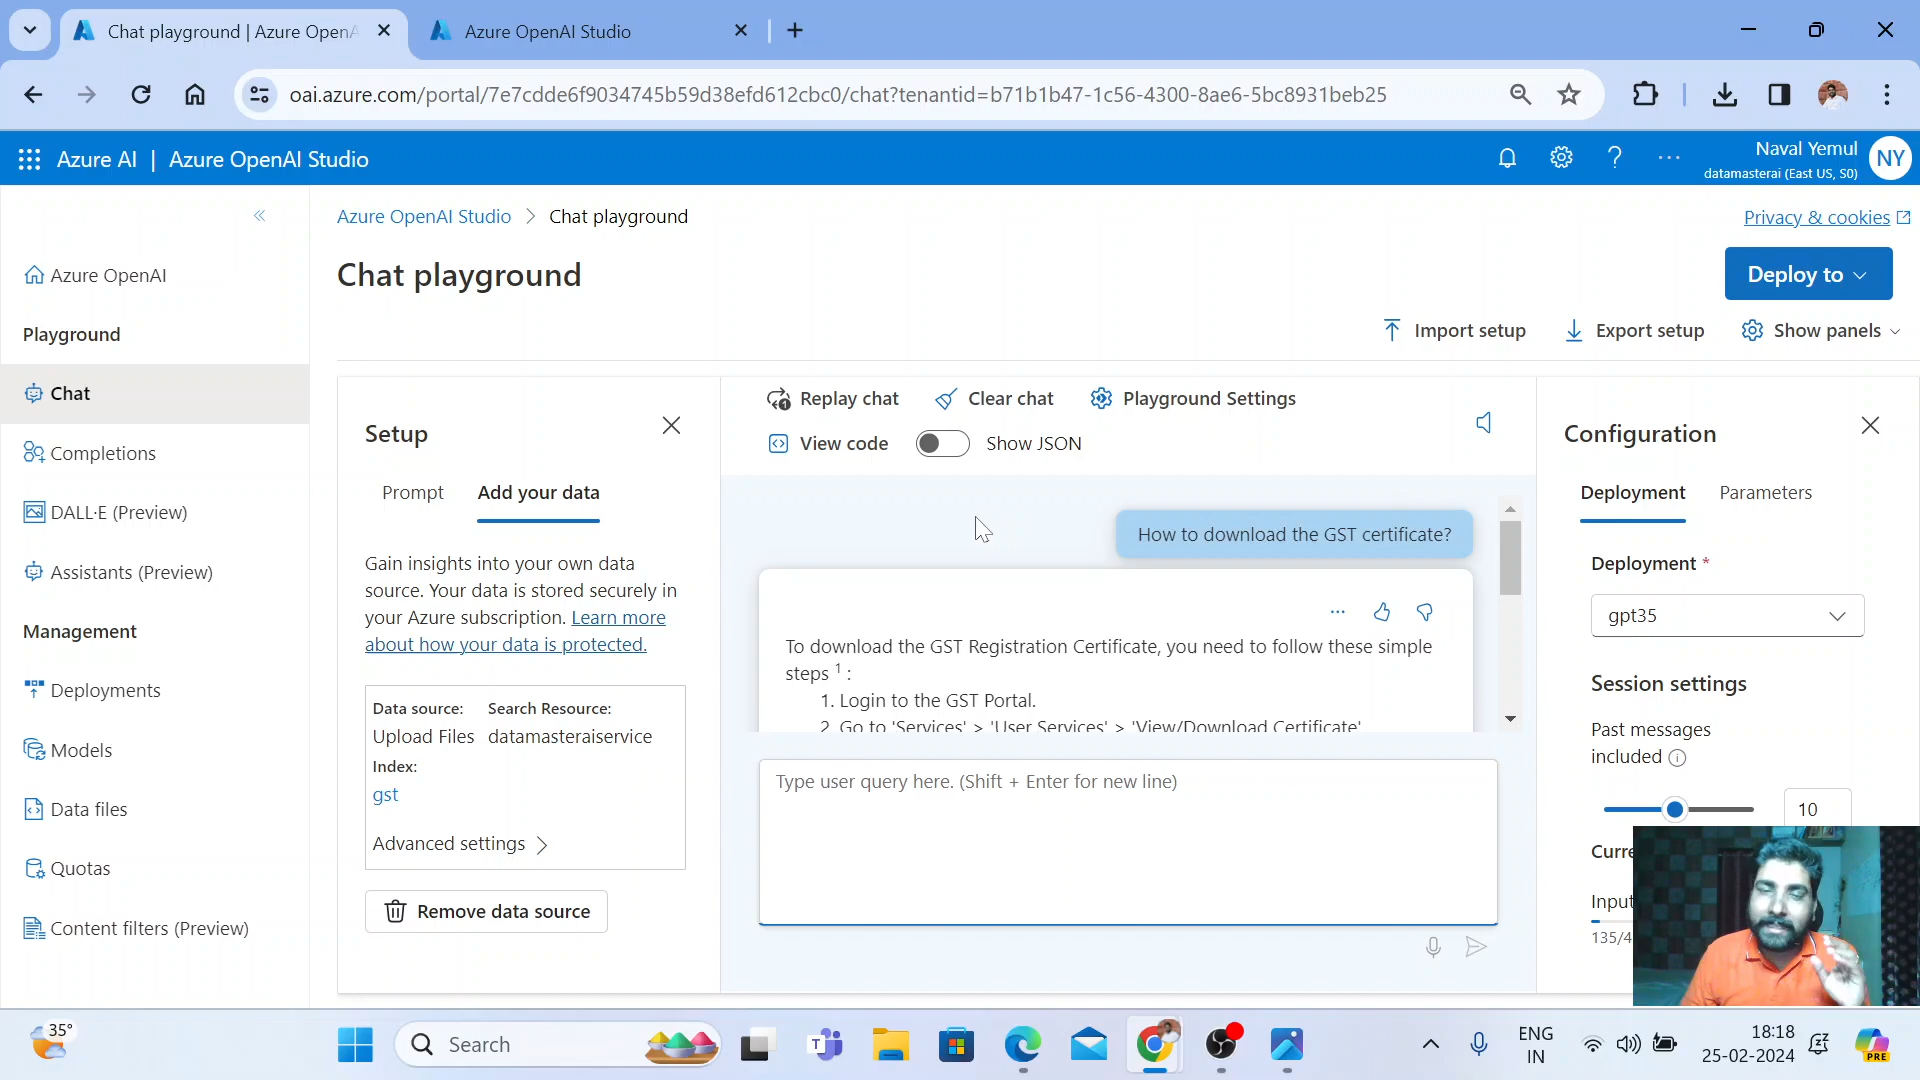 Chat playground | Azure OpenA
Azure OpenAI Studio
oai.azure.com/portal/7e7cdde6f9034745b59d38efd612cbc0/chat?tenantid=b71b1b47-1c56-4300-8ae6-5bc8931beb25
Azure AI | Azure OpenAI Studio
Naval Yemul
datamasterai (East US, S0)
NY
Azure OpenAI Studio > Chat playground
Privacy & cookies
Chat playground
Deploy to
Import setup
Export setup
Show panels
Azure OpenAI
Playground
Chat
Completions
DALL·E (Preview)
Assistants (Preview)
Management
Deployments
Models
Data files
Quotas
Content filters (Preview)
Setup
Prompt
Add your data
Gain insights into your own data
source. Your data is stored securely in
your Azure subscription. Learn more
about how your data is protected.
Data source: Search Resource:
Upload Files datamasteraiservice
Index:
gst
Advanced settings
Remove data source
Replay chat
Clear chat
Playground Settings
View code
Show JSON
How to download the GST certificate?
To download the GST Registration Certificate, you need to follow these simple
steps 1 :
1. Login to the GST Portal.
2. Go to 'Services' > 'User Services' > 'View/Download Certificate'
Type user query here. (Shift + Enter for new line)
Configuration
Deployment
Parameters
Deployment *
gpt35
Session settings
Past messages
included
10
Curre
Input
135/4
35°
Search
ENG
IN
18:18
25-02-2024
PRE